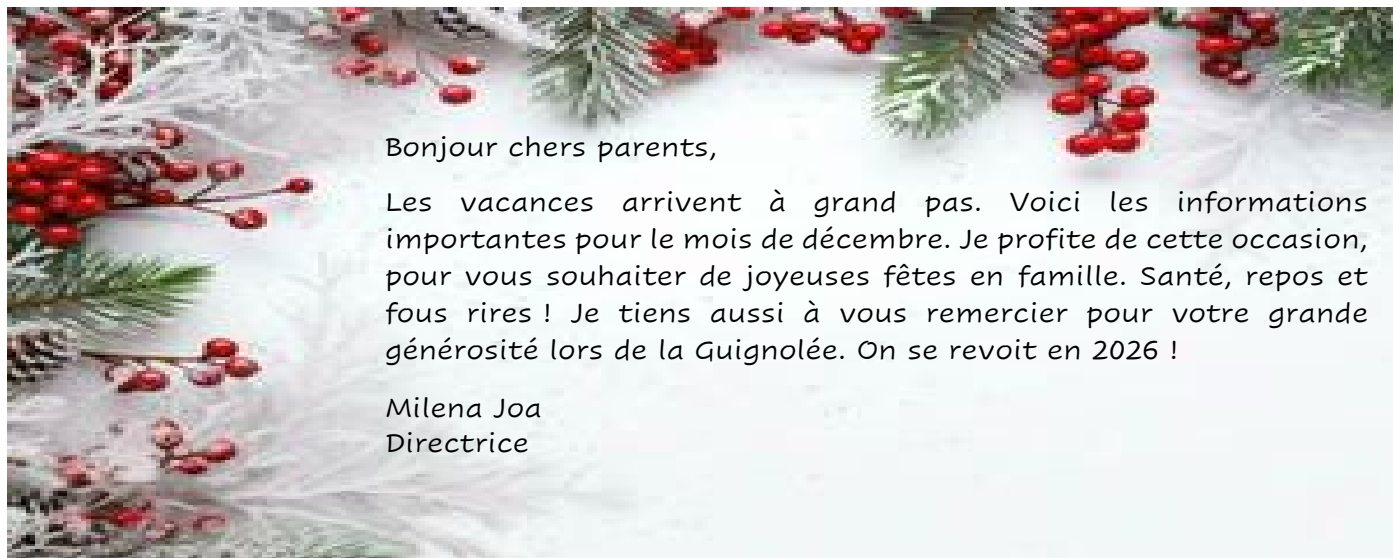 Bonjour chers parents,
Les vacances arrivent à grand pas. Voici les informations
importantes pour le mois de décembre. Je profite de cette occasion,
pour vous souhaiter de joyeuses fêtes en famille. Santé, repos et
fous rires ! Je tiens aussi à vous remercier pour votre grande
générosité lors de la Guignolée. On se revoit en 2026 !
Milena Joa
Directrice